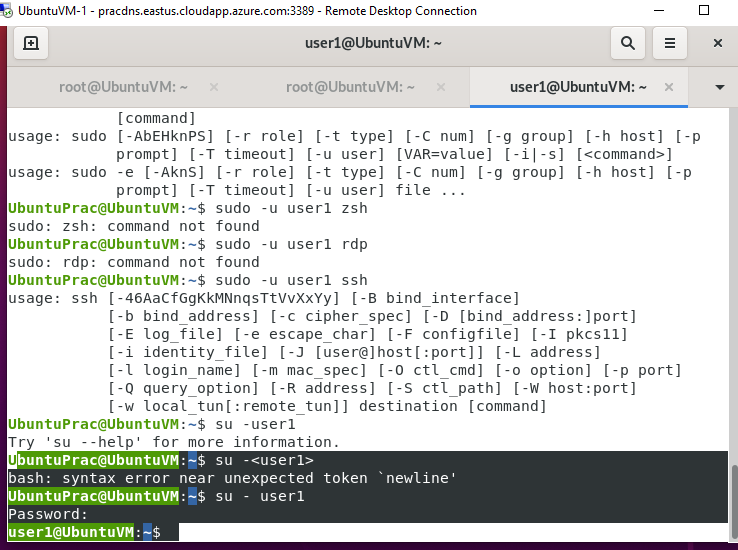 UbuntuVM-1 - pracdns.eastus.cloudapp.azure.com:3389 - Remote Desktop Connection
user1@UbuntuVM: ~
root@UbuntuVM: ~ × root@UbuntuVM: ~ × user1@UbuntuVM: ~ ×
[command]
usage: sudo [-AbEHknPS] [-r role] [-t type] [-C num] [-g group] [-h host] [-p
prompt] [-T timeout] [-u user] [VAR=value] [-i|-s] [<command>]
usage: sudo -e [-AknS] [-r role] [-t type] [-C num] [-g group] [-h host] [-p
prompt] [-T timeout] [-u user] file ...
UbuntuPrac@UbuntuVM:~$ sudo -u user1 zsh
sudo: zsh: command not found
UbuntuPrac@UbuntuVM:~$ sudo -u user1 rdp
sudo: rdp: command not found
UbuntuPrac@UbuntuVM:~$ sudo -u user1 ssh
usage: ssh [-46AaCfGgKkMNnqsTtVvXxYy] [-B bind_interface]
[-b bind_address] [-c cipher_spec] [-D [bind_address:]port]
[-E log_file] [-e escape_char] [-F configfile] [-I pkcs11]
[-i identity_file] [-J [user@]host[:port]] [-L address]
[-l login_name] [-m mac_spec] [-O ctl_cmd] [-o option] [-p port]
[-Q query_option] [-R address] [-S ctl_path] [-W host:port]
[-w local_tun[:remote_tun]] destination [command]
UbuntuPrac@UbuntuVM:~$ su -user1
Try 'su --help' for more information.
UbuntuPrac@UbuntuVM:~$ su -<user1>
bash: syntax error near unexpected token `newline'
UbuntuPrac@UbuntuVM:~$ su - user1
Password:
user1@UbuntuVM:~$